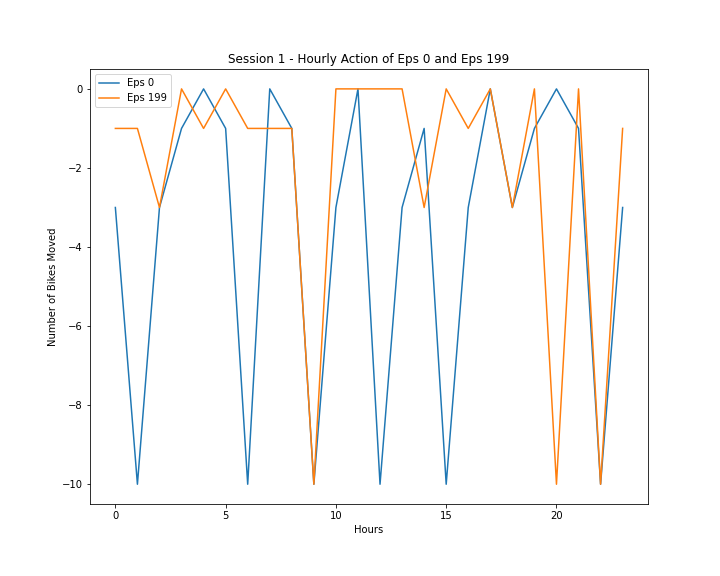 Session 1 - Hourly Action of Eps 0 and Eps 199
Eps 0
Eps 199
Number of Bikes Moved
0
−2
−4
−6
−8
−10
0 5 10 15 20
Hours